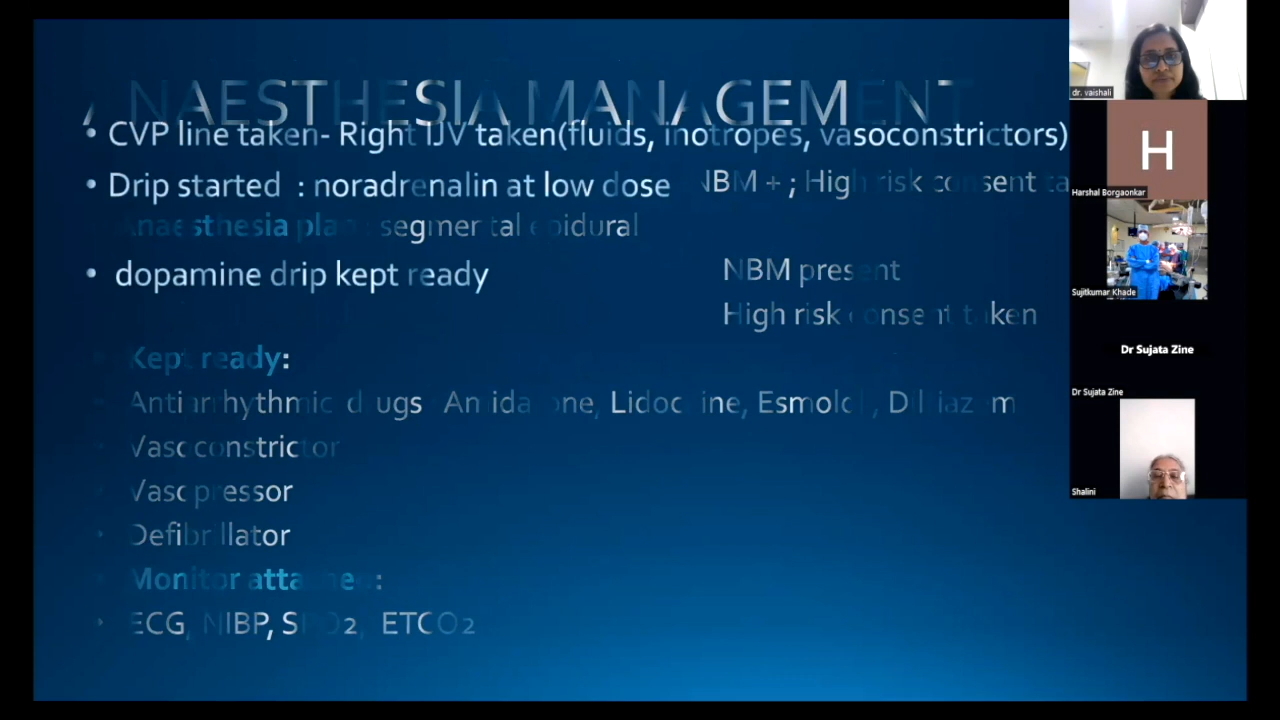 ANAESTHESIA MANAGEMENT
• CVP line taken- Right IJV taken(fluids, inotropes, vasoconstrictors)
• Drip started : noradrenalin at low dose
NBM + ; High risk consent ta
Anaesthesia plan: segmental epidural
• dopamine drip kept ready
NBM present
High risk consent taken
Kept ready:
Antiarrhythmic drugs Amidarone, Lidocaine, Esmolol, Diltiazem
Vasoconstrictor
Vasopressor
Defibrillator
Monitor attached:
ECG, NIBP, SPO2, ETCO2
dr. vaishali
H
Harshal Borgaonkar
Sujitkumar Khade
Dr Sujata Zine
Dr Sujata Zine
Shalini